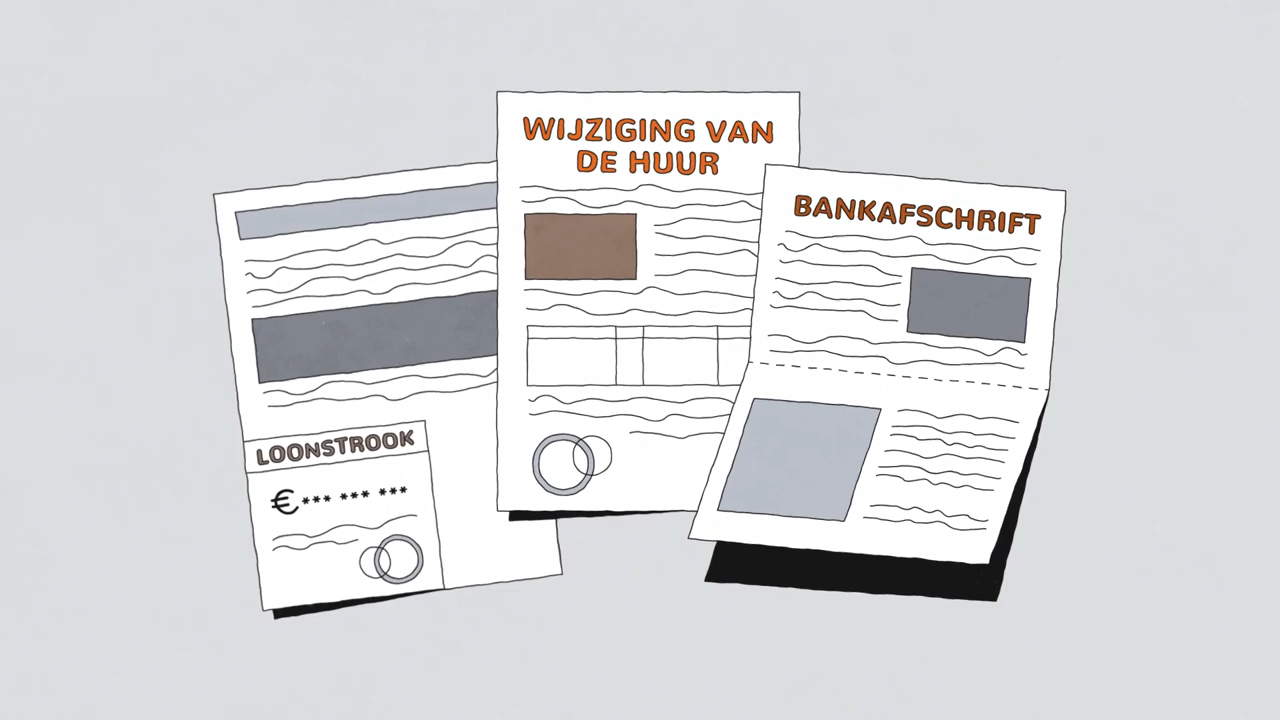 WIJZIGING VAN
DE HUUR
BANKAFSCHRIFT
LOONSTROOK
€*** *** ***